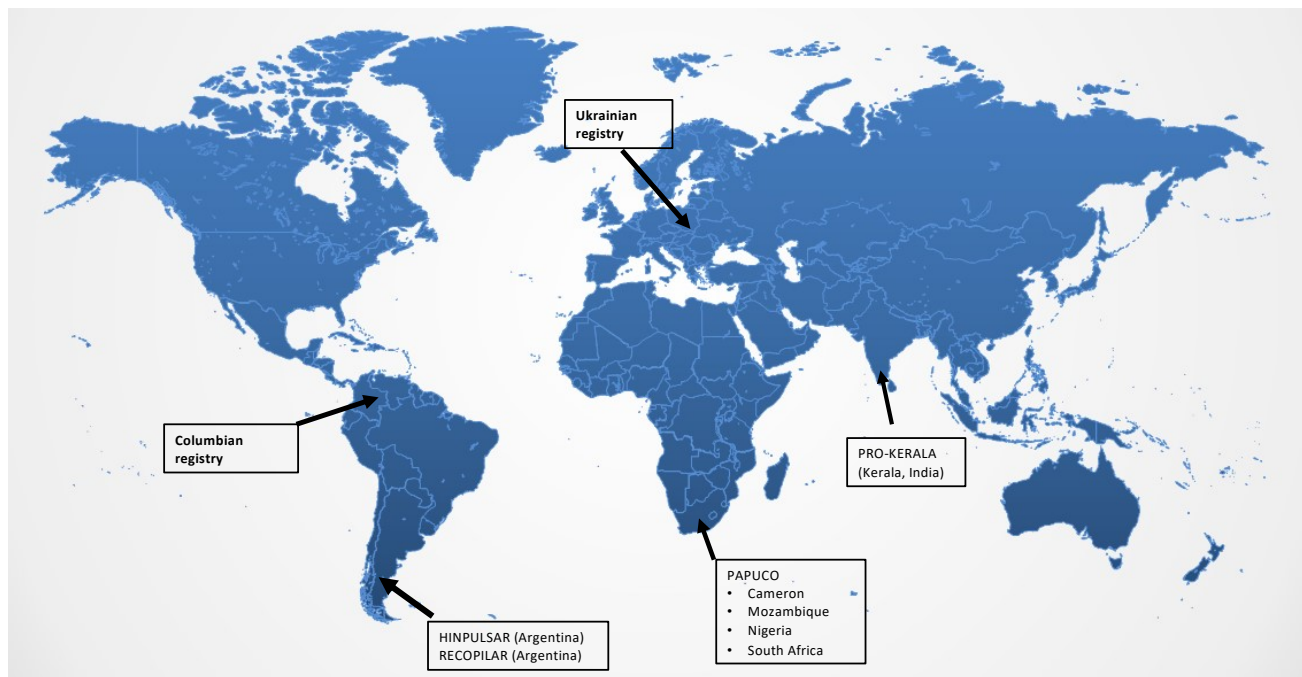 Ukrainian
registry
Columbian
registry
PRO-KERALA
(Kerala, India)
PAPUCO
• Cameron
• Mozambique
• Nigeria
• South Africa
HINPULSAR (Argentina)
RECOPILAR (Argentina)